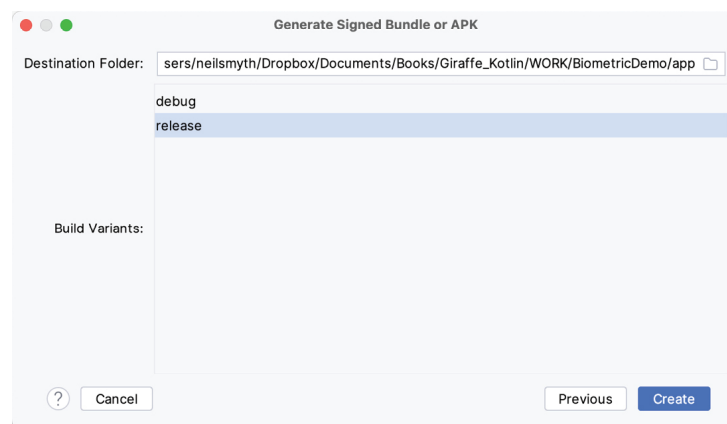 Generate Signed Bundle or APK
Destination Folder: sers/neilsmyth/Dropbox/Documents/Books/Giraffe_Kotlin/WORK/BiometricDemo/app
debug
release
Build Variants:
? Cancel Previous Create